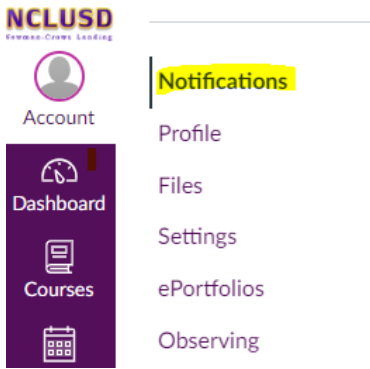 NCLUSD
Newman-Crows Landing
Account
Dashboard
Courses
Notifications
Profile
Files
Settings
ePortfolios
Observing